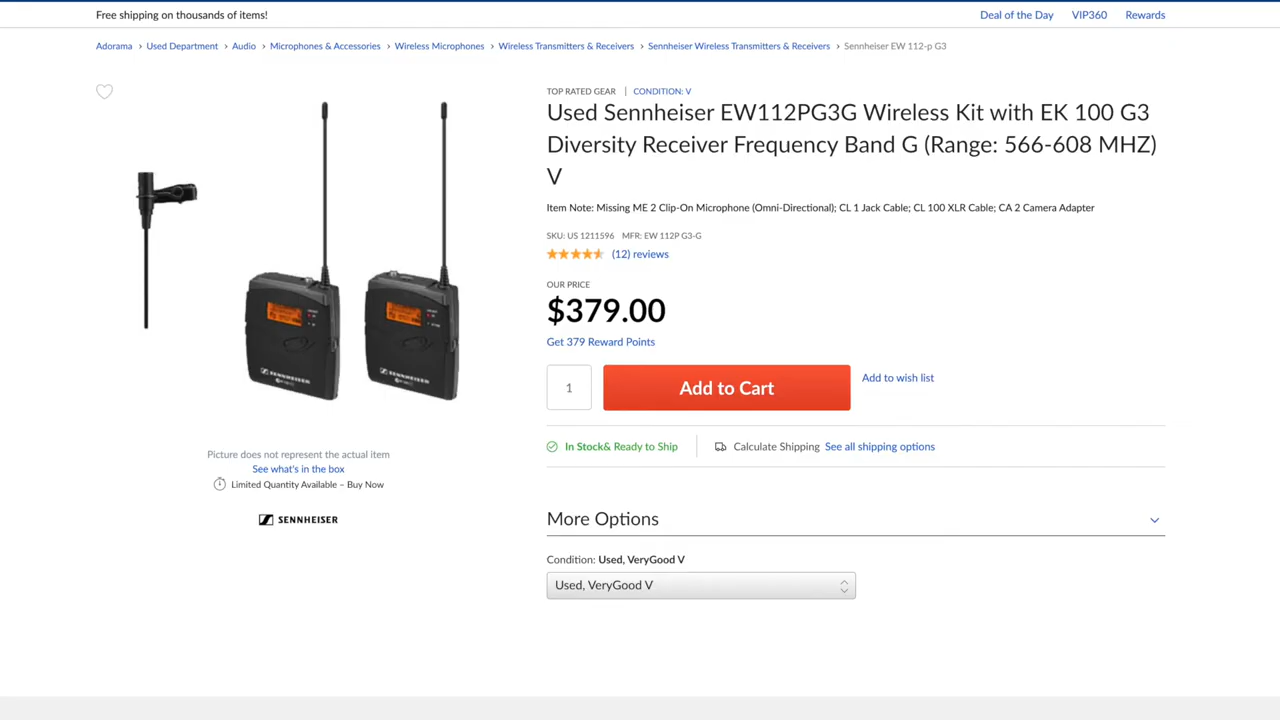 Free shipping on thousands of items!
Deal of the Day VIP360 Rewards
Adorama › Used Department › Audio › Microphones & Accessories › Wireless Microphones › Wireless Transmitters & Receivers › Sennheiser Wireless Transmitters & Receivers › Sennheiser EW 112-p G3
TOP RATED GEAR | CONDITION: V
Used Sennheiser EW112PG3G Wireless Kit with EK 100 G3
Diversity Receiver Frequency Band G (Range: 566-608 MHZ)
V
Item Note: Missing ME 2 Clip-On Microphone (Omni-Directional); CL 1 Jack Cable; CL 100 XLR Cable; CA 2 Camera Adapter
SKU: US 1211596 MFR: EW 112P G3-G
(12) reviews
OUR PRICE
$379.00
Get 379 Reward Points
1
Add to Cart
Add to wish list
In Stock& Ready to Ship
Calculate Shipping See all shipping options
More Options
Condition: Used, VeryGood V
Used, VeryGood V
SENNHEISER
SENNHEISER
Picture does not represent the actual item
See what's in the box
Limited Quantity Available – Buy Now
SENNHEISER